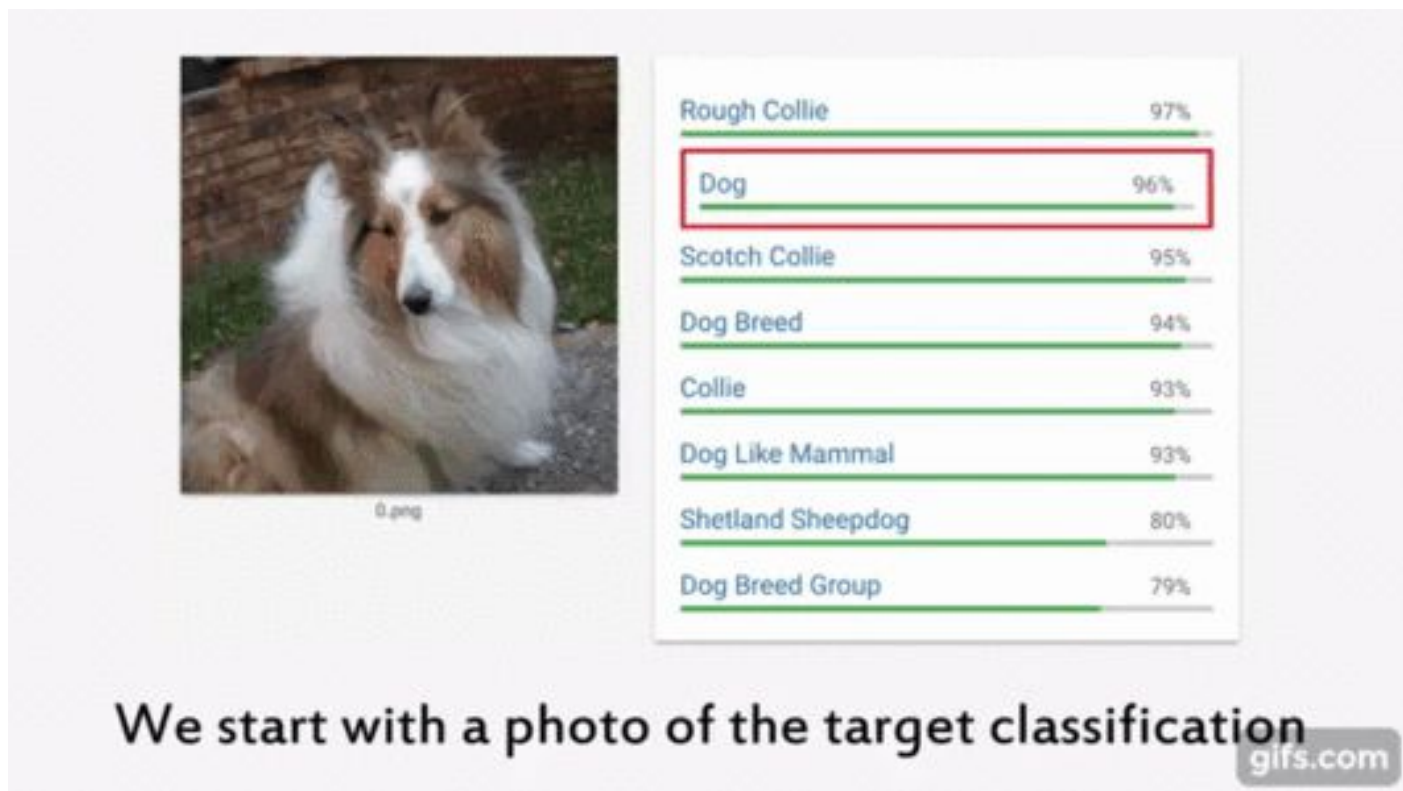 Rough Collie 97%
Dog 96%
Scotch Collie 95%
Dog Breed 94%
Collie 93%
Dog Like Mammal 93%
Shetland Sheepdog 80%
Dog Breed Group 79%
0.png
We start with a photo of the target classification
gifs.com